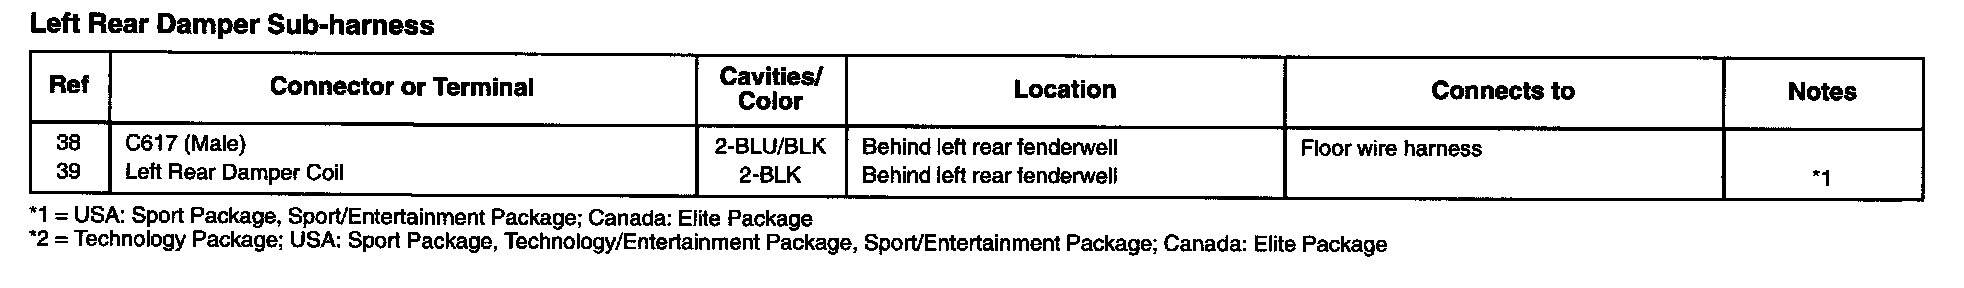 Left Rear Damper Sub-harness
Ref Connector or Terminal Cavities/ Color Location Connects to Notes
38 C617 (Male) 2-BLU/BLK Behind left rear fenderwell Floor wire harness
39 Left Rear Damper Coil 2-BLK Behind left rear fenderwell *1
*1 = USA: Sport Package, Sport/Entertainment Package; Canada: Elite Package
*2 = Technology Package; USA: Sport Package, Technology/Entertainment Package, Sport/Entertainment Package; Canada: Elite Package